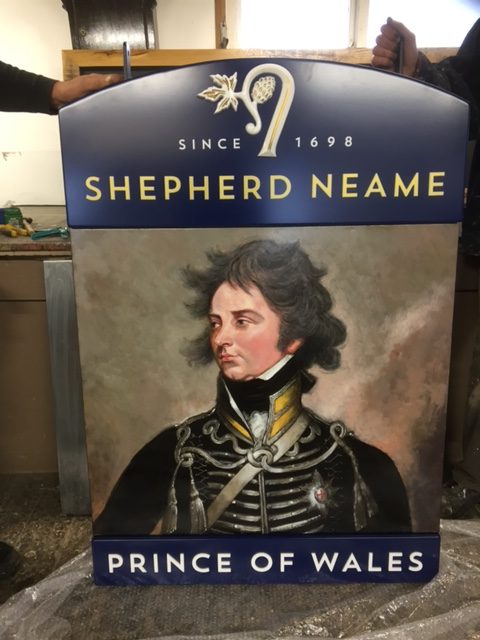 SINCE 1698
SHEPHERD NEAME
PRINCE OF WALES